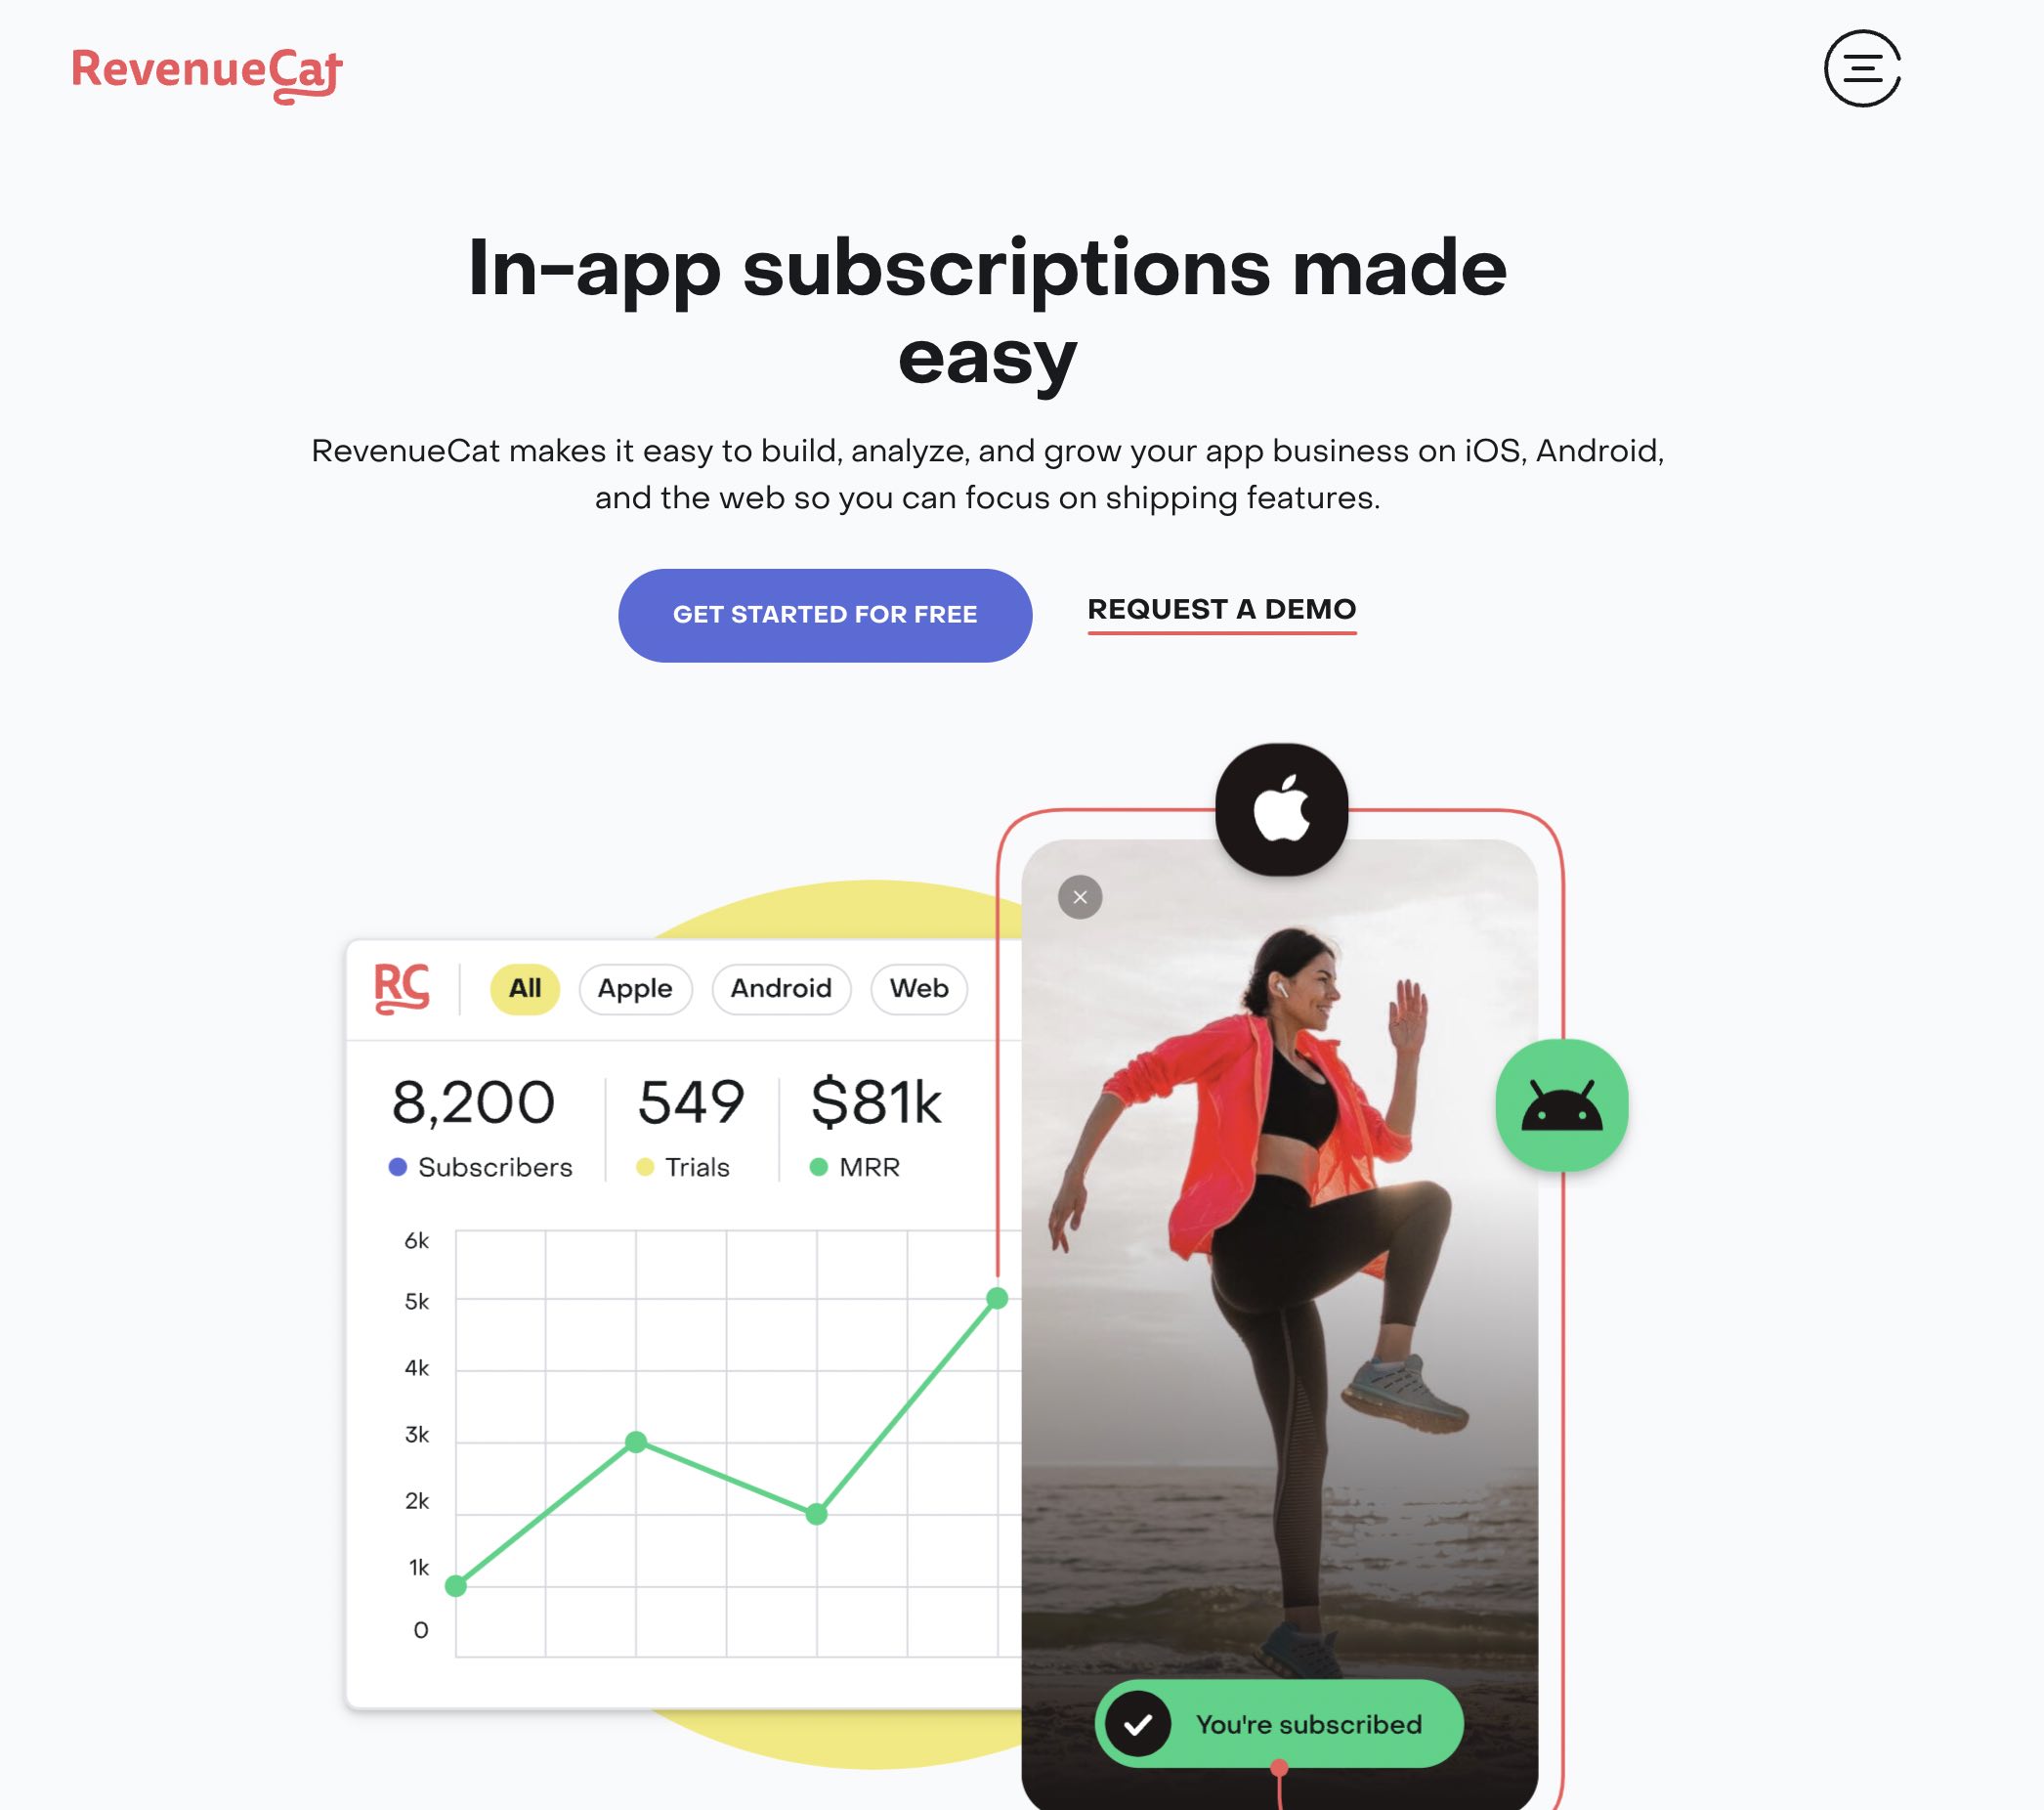 RevenueCat
In-app subscriptions made
easy
RevenueCat makes it easy to build, analyze, and grow your app business on iOS, Android,
and the web so you can focus on shipping features.
GET STARTED FOR FREE
REQUEST A DEMO
RC
All
Apple
Android
Web
8,200
Subscribers
549
Trials
$81k
MRR
6k
5k
4k
3k
2k
1k
0
You're subscribed